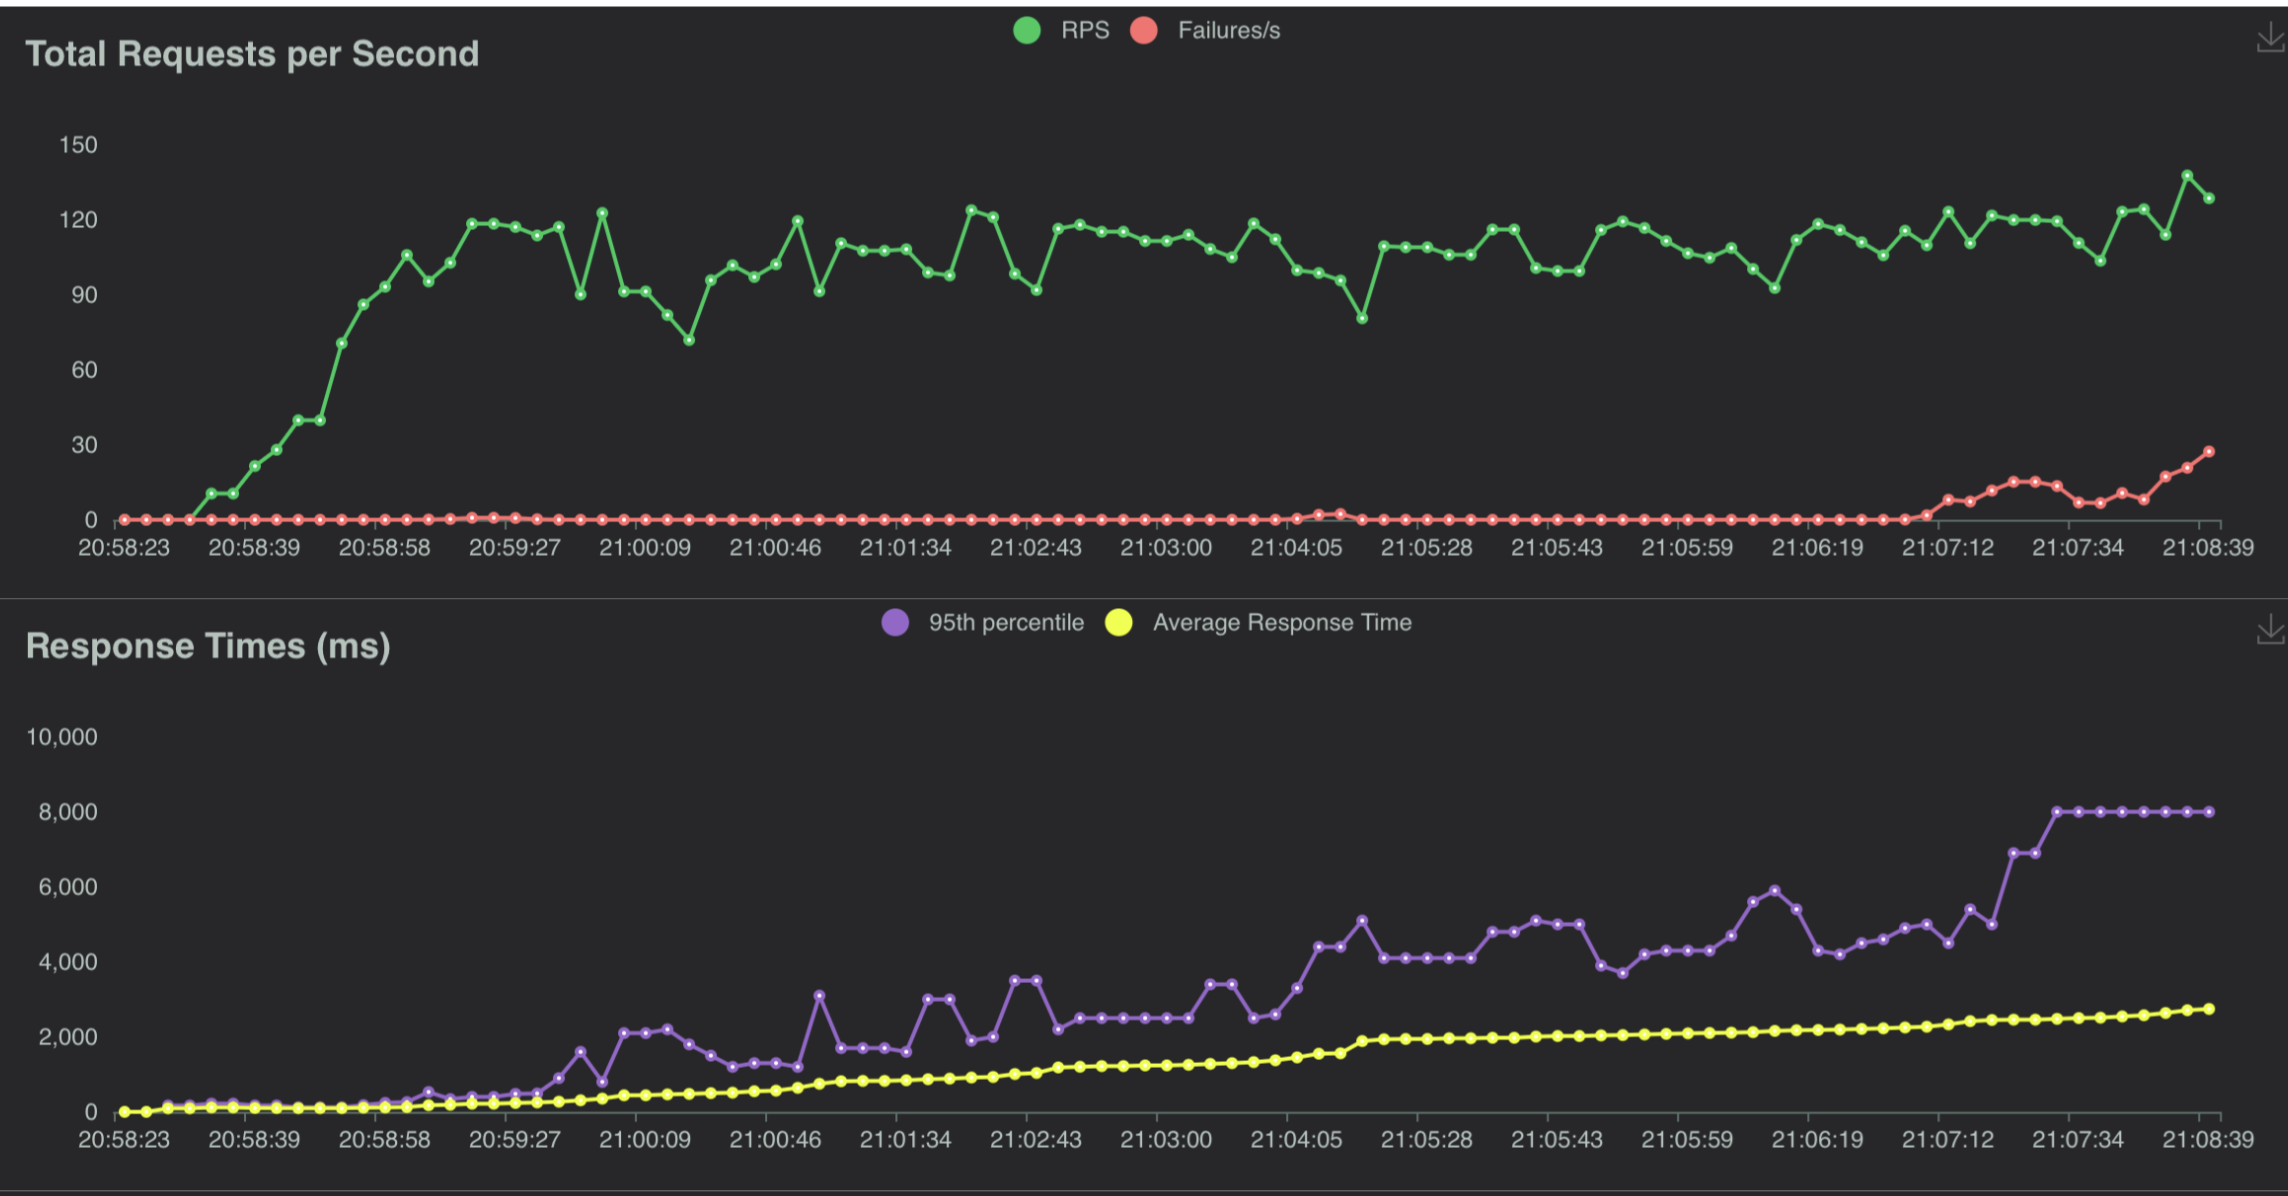 RPS Failures/s
Total Requests per Second
150
120
90
60
30
0
20:58:23 20:58:39 20:58:58 20:59:27 21:00:09 21:00:46 21:01:34 21:02:43 21:03:00 21:04:05 21:05:28 21:05:43 21:05:59 21:06:19 21:07:12 21:07:34 21:08:39
95th percentile Average Response Time
Response Times (ms)
10,000
8,000
6,000
4,000
2,000
0
20:58:23 20:58:39 20:58:58 20:59:27 21:00:09 21:00:46 21:01:34 21:02:43 21:03:00 21:04:05 21:05:28 21:05:43 21:05:59 21:06:19 21:07:12 21:07:34 21:08:39